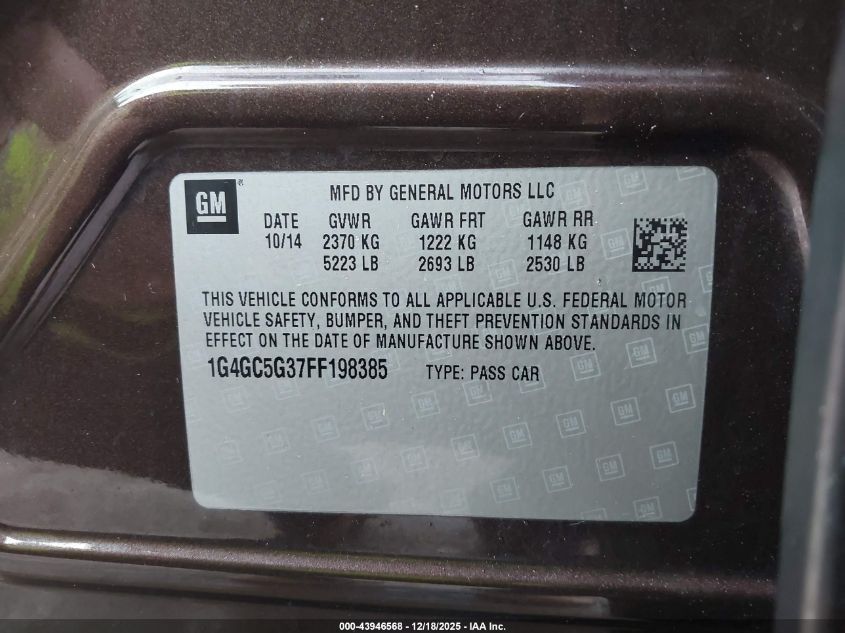 GM ® MFD BY GENERAL MOTORS LLC
DATE GVWR GAWR FRT GAWR RR
10/14 2370 KG 1222 KG 1148 KG
5223 LB 2693 LB 2530 LB
THIS VEHICLE CONFORMS TO ALL APPLICABLE U.S. FEDERAL MOTOR
VEHICLE SAFETY, BUMPER, AND THEFT PREVENTION STANDARDS IN
EFFECT ON THE DATE OF MANUFACTURE SHOWN ABOVE.
1G4GC5G37FF198385 TYPE: PASS CAR
000-43946568 - 12/18/2025 - IAA Inc.